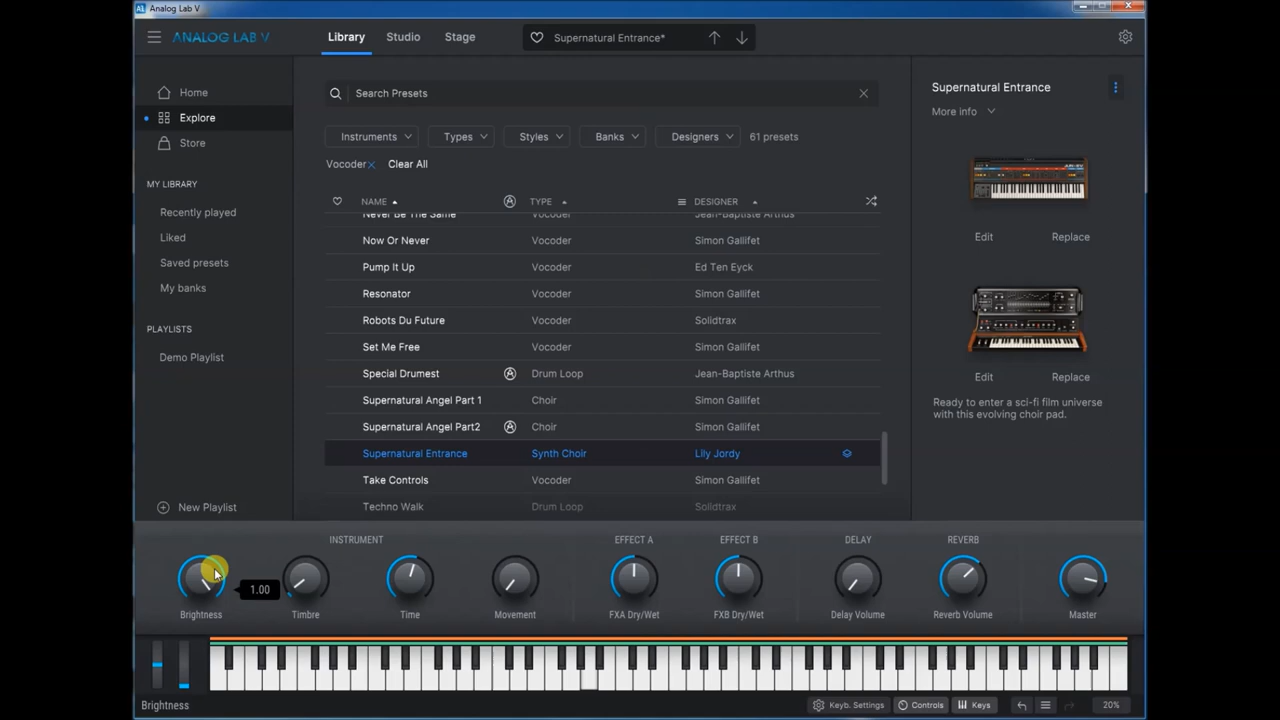 Analog Lab V
ANALOG LAB V
Library Studio Stage
Supernatural Entrance*
Home
Explore
Store
MY LIBRARY
Recently played
Liked
Saved presets
My banks
PLAYLISTS
Demo Playlist
New Playlist
Search Presets
Instruments Types Styles Banks Designers 61 presets
Vocoder Clear All
NAME TYPE DESIGNER
Never Be The Same Vocoder Jean-Baptiste Arthus
Now Or Never Vocoder Simon Gallifet
Pump It Up Vocoder Ed Ten Eyck
Resonator Vocoder Simon Gallifet
Robots Du Future Vocoder Solidtrax
Set Me Free Vocoder Simon Gallifet
Special Drumest Drum Loop Jean-Baptiste Arthus
Supernatural Angel Part 1 Choir Simon Gallifet
Supernatural Angel Part2 Choir Simon Gallifet
Supernatural Entrance Synth Choir Lily Jordy
Take Controls Vocoder Simon Gallifet
Techno Walk Drum Loop Solidtrax
Supernatural Entrance
More info
Edit Replace
Edit Replace
Ready to enter a sci-fi film universe
with this evolving choir pad.
INSTRUMENT EFFECT A EFFECT B DELAY REVERB
1.00
Brightness Timbre Time Movement FXA Dry/Wet FXB Dry/Wet Delay Volume Reverb Volume Master
Brightness Keyb. Settings Controls Keys 20%